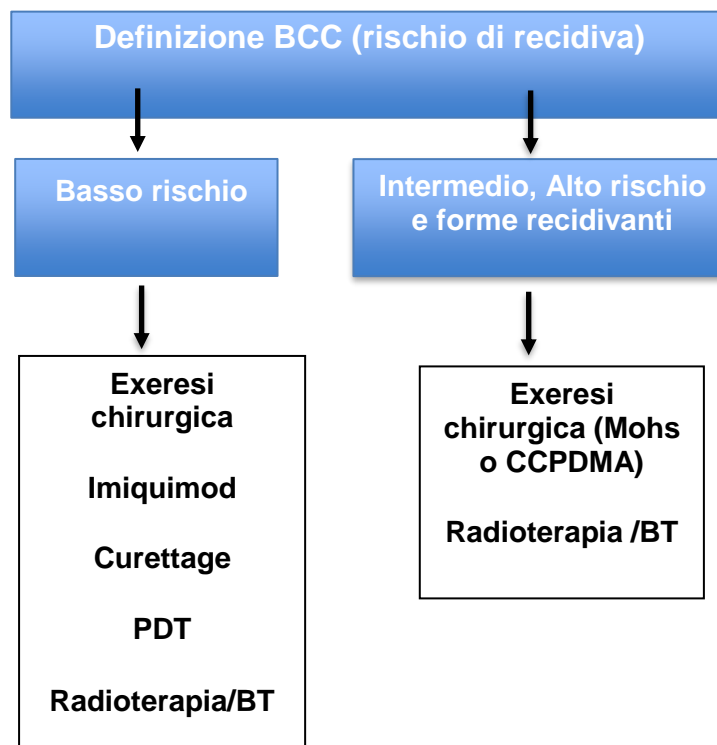 Definizione BCC (rischio di recidiva)
Basso rischio
Intermedio, Alto rischio
e forme recidivanti
Exeresi
chirurgica
Imiquimod
Curettage
PDT
Radioterapia/BT
Exeresi
chirurgica (Mohs
o CCPDMA)
Radioterapia /BT